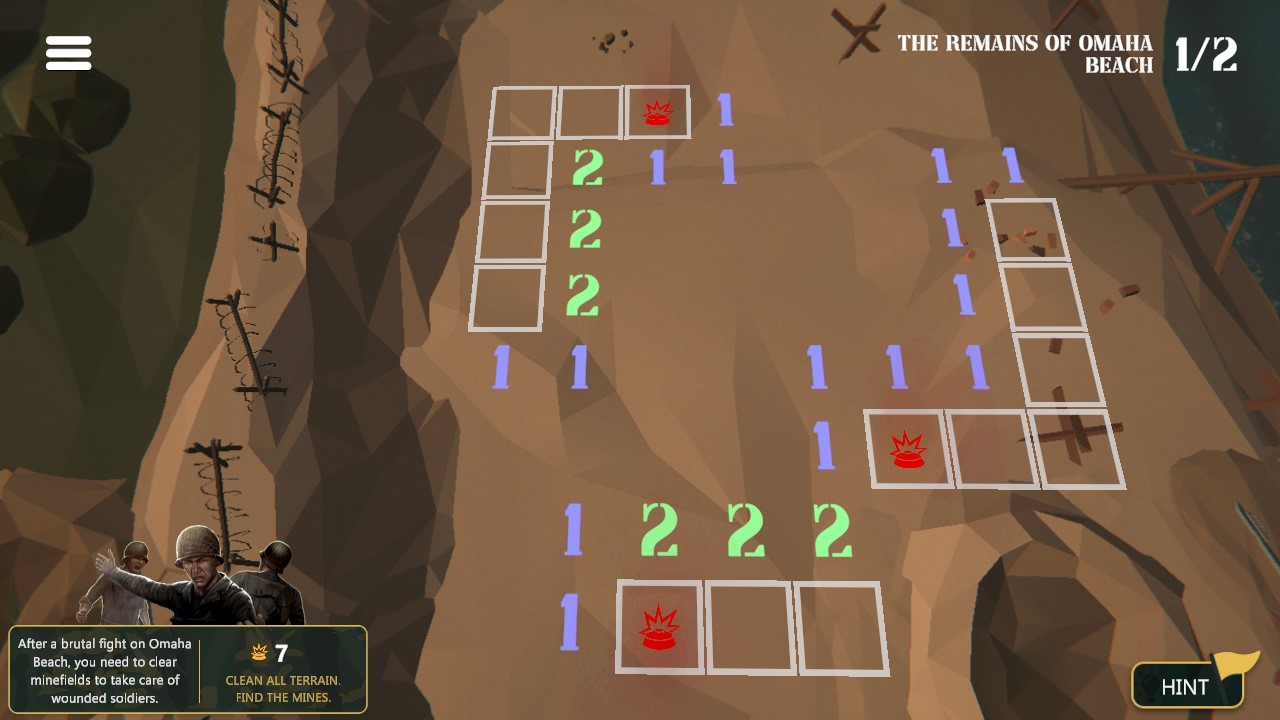 THE REMAINS OF OMAHA
BEACH
1/2
1
2 1 1 1 1
2 1
2 1
1 1 1 1 1
1
1 2 2 2
1
After a brutal fight on Omaha
Beach, you need to clear
minefields to take care of
wounded soldiers.
7
CLEAN ALL TERRAIN.
FIND THE MINES.
HINT